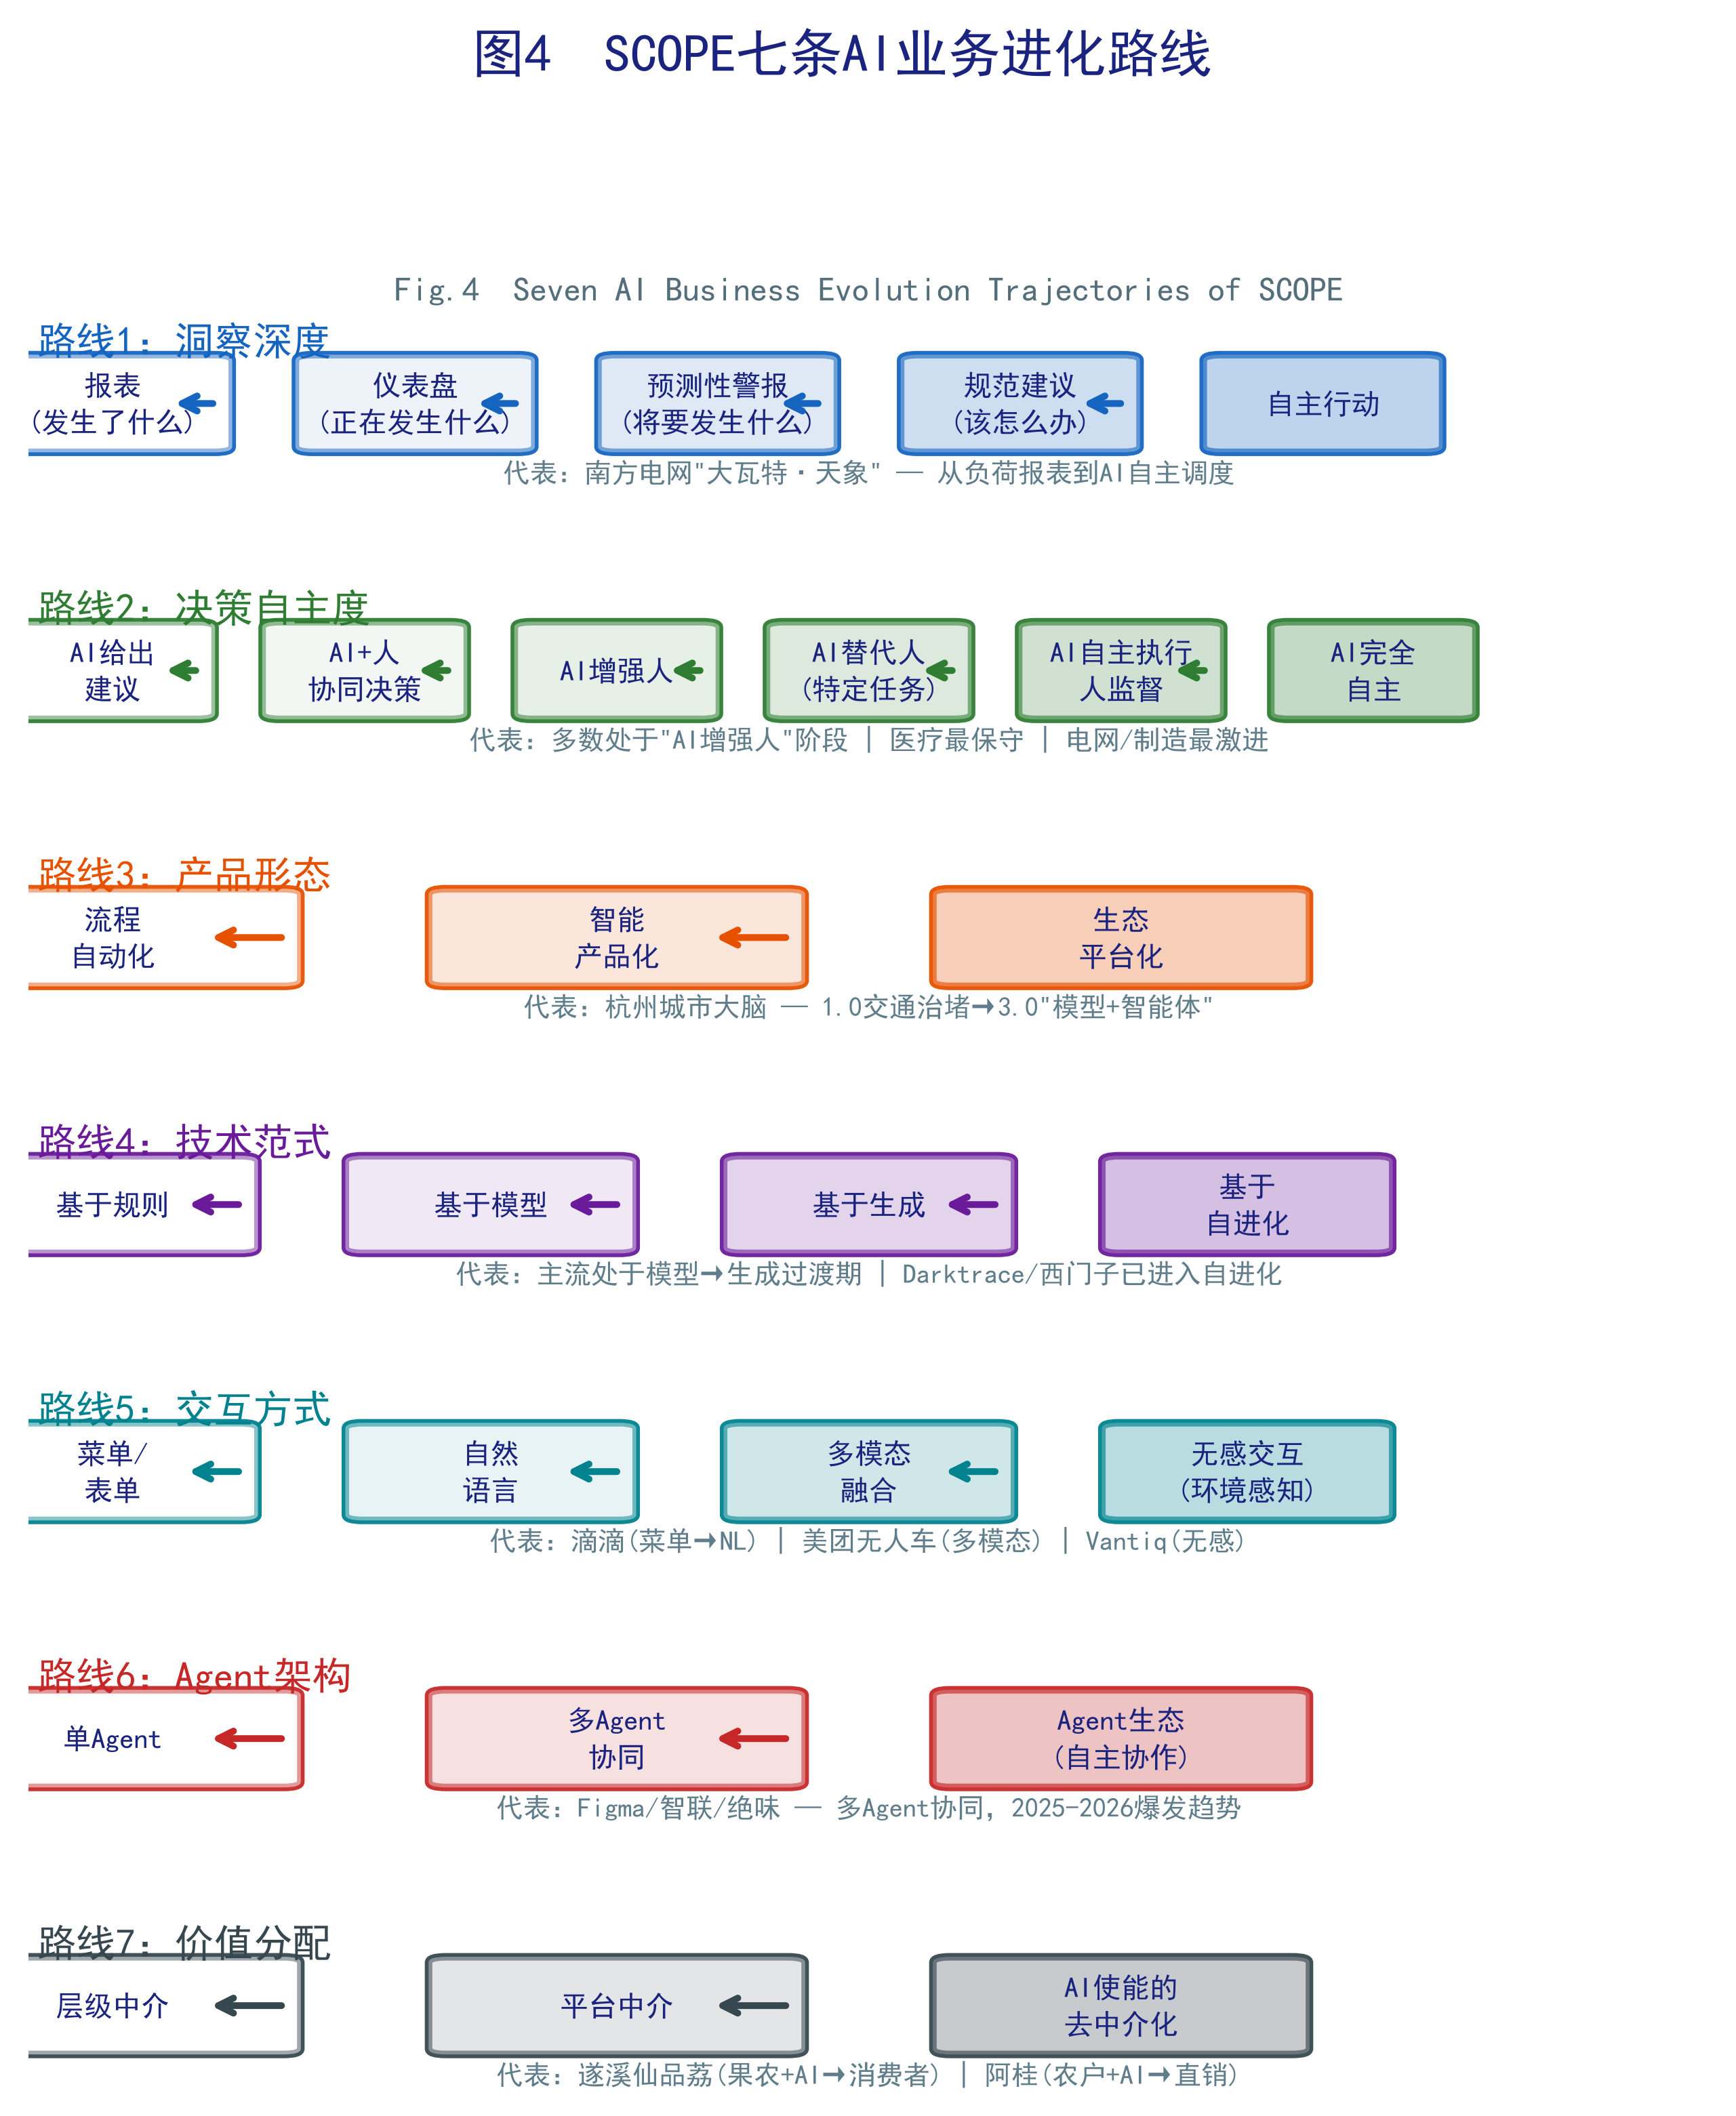 图4  SCOPE七条AI业务进化路线
Fig.4  Seven AI Business Evolution Trajectories of SCOPE
路线1：洞察深度
报表
(发生了什么)
仪表盘
(正在发生什么)
预测性警报
(将要发生什么)
规范建议
(该怎么办)
自主行动
代表：南方电网"大瓦特·天象" — 从负荷报表到AI自主调度
路线2：决策自主度
AI给出
建议
AI+人
协同决策
AI增强人
AI替代人
(特定任务)
AI自主执行
人监督
AI完全
自主
代表：多数处于"AI增强人"阶段 | 医疗最保守 | 电网/制造最激进
路线3：产品形态
流程
自动化
智能
产品化
生态
平台化
代表：杭州城市大脑 — 1.0交通治堵→3.0"模型+智能体"
路线4：技术范式
基于规则
基于模型
基于生成
基于
自进化
代表：主流处于模型→生成过渡期 | Darktrace/西门子已进入自进化
路线5：交互方式
菜单/
表单
自然
语言
多模态
融合
无感交互
(环境感知)
代表：滴滴(菜单→NL) | 美团无人车(多模态) | Vantiq(无感)
路线6：Agent架构
单Agent
多Agent
协同
Agent生态
(自主协作)
代表：Figma/智联/绝味 — 多Agent协同，2025-2026爆发趋势
路线7：价值分配
层级中介
平台中介
AI使能的
去中介化
代表：遂溪仙品荔(果农+AI→消费者) | 阿桂(农户+AI→直销)